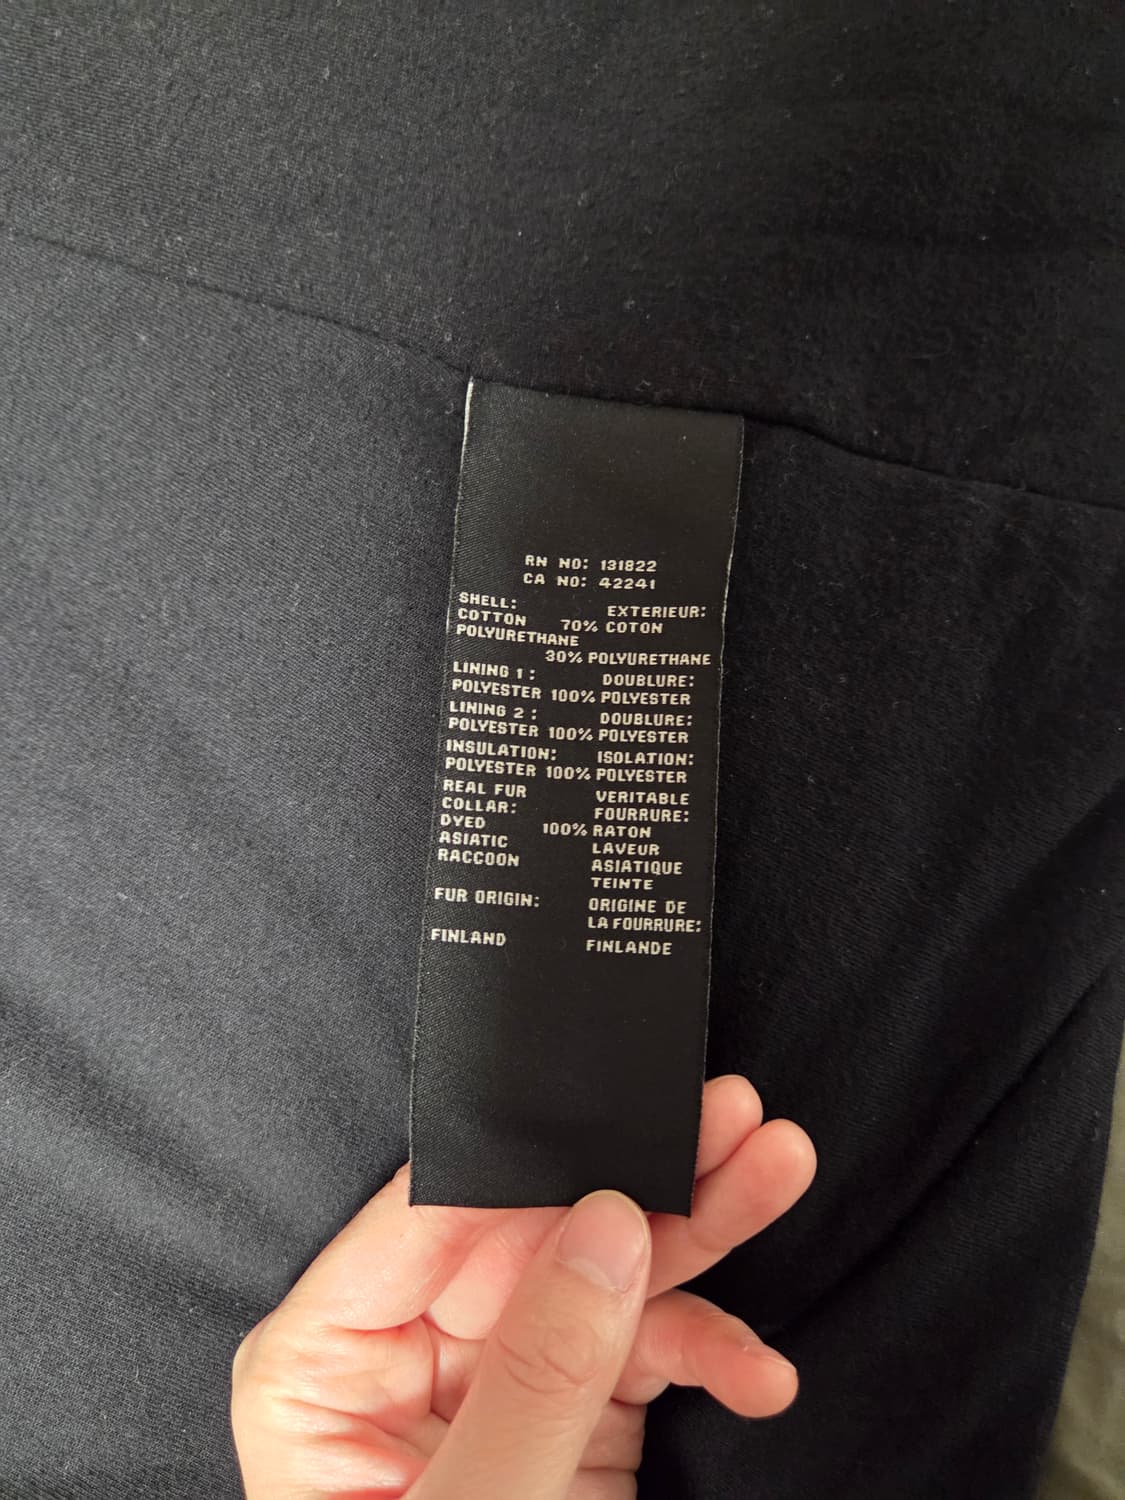 RN NO: 131822
CA NO: 42241
SHELL: EXTERIEUR:
COTTON 70% COTON
POLYURETHANE
30% POLYURETHANE
LINING 1 : DOUBLURE:
POLYESTER 100% POLYESTER
LINING 2 : DOUBLURE:
POLYESTER 100% POLYESTER
INSULATION: ISOLATION:
POLYESTER 100% POLYESTER
REAL FUR VERITABLE
COLLAR: FOURRURE:
DYED 100% RATON
ASIATIC LAVEUR
RACCOON ASIATIQUE
TEINTE
FUR ORIGIN: ORIGINE DE
LA FOURRURE:
FINLAND FINLANDE